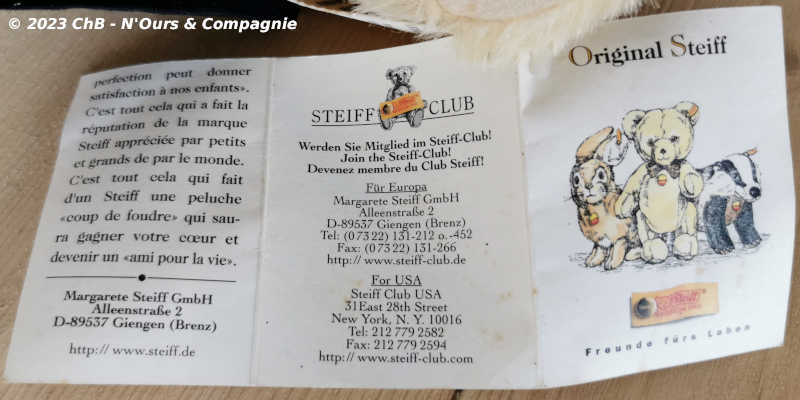 © 2023 ChB - N'Ours & Compagnie
perfection peut donner
satisfaction à nos enfants».
C'est tout cela qui a fait la
réputation de la marque
Steiff appréciée par petits
et grands de par le monde.
C'est tout cela qui fait
d'un Steiff une peluche
«coup de foudre» qui sau-
ra gagner votre cœur et
devenir un «ami pour la vie».
Margarete Steiff GmbH
Alleenstraße 2
D-89537 Giengen (Brenz)
http:// www.steiff.de
STEIFF CLUB
Werden Sie Mitglied im Steiff-Club!
Join the Steiff-Club!
Devenez membre du Club Steiff!
Für Europa
Margarete Steiff GmbH
Alleenstraße 2
D-89537 Giengen (Brenz)
Tel: (0 73 22) 131-212 o. -452
Fax: (0 73 22) 131-266
http:// www.steiff-club.de
For USA
Steiff Club USA
31East 28th Street
New York, N. Y. 10016
Tel: 212 779 2582
Fax: 212 779 2594
http:// www.steiff-club.com
Original Steiff
Steiff
Freunde fürs Leben